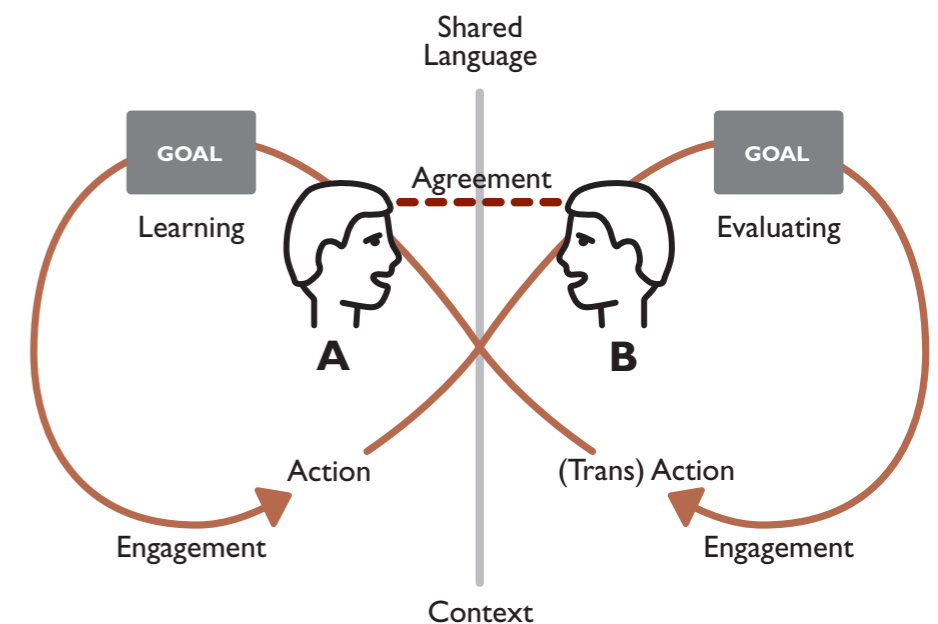 Shared
Language
GOAL
GOAL
Agreement
Learning
Evaluating
A
B
Action
(Trans) Action
Engagement
Engagement
Context